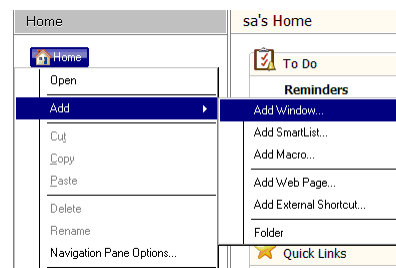 Home
sa's Home
Home
To Do
Open
Reminders
Add
Add Window...
Add SmartList...
Cut
Copy
Add Macro...
Paste
Add Web Page...
Delete
Add External Shortcut...
Rename
Folder
Navigation Pane Options...
Quick Links